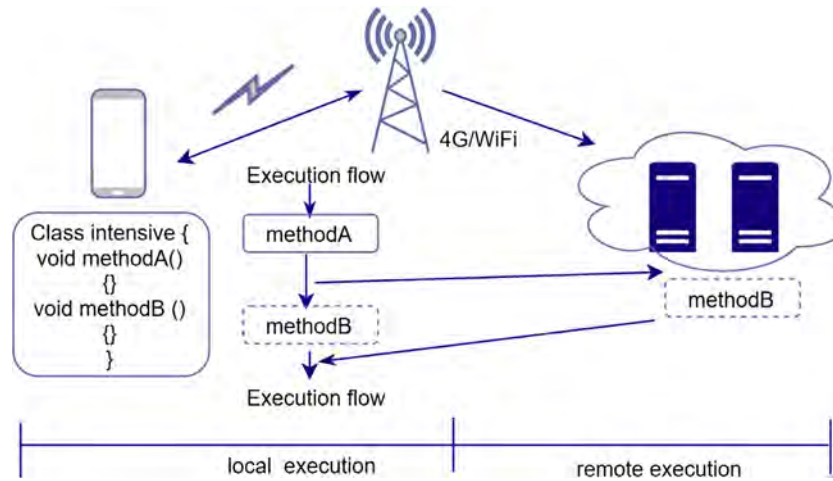 4G/WiFi
Execution flow
Class intensive {
void methodA()
{}
void methodB ()
{}
}
methodA
methodB
Execution flow
methodB
local execution
remote execution